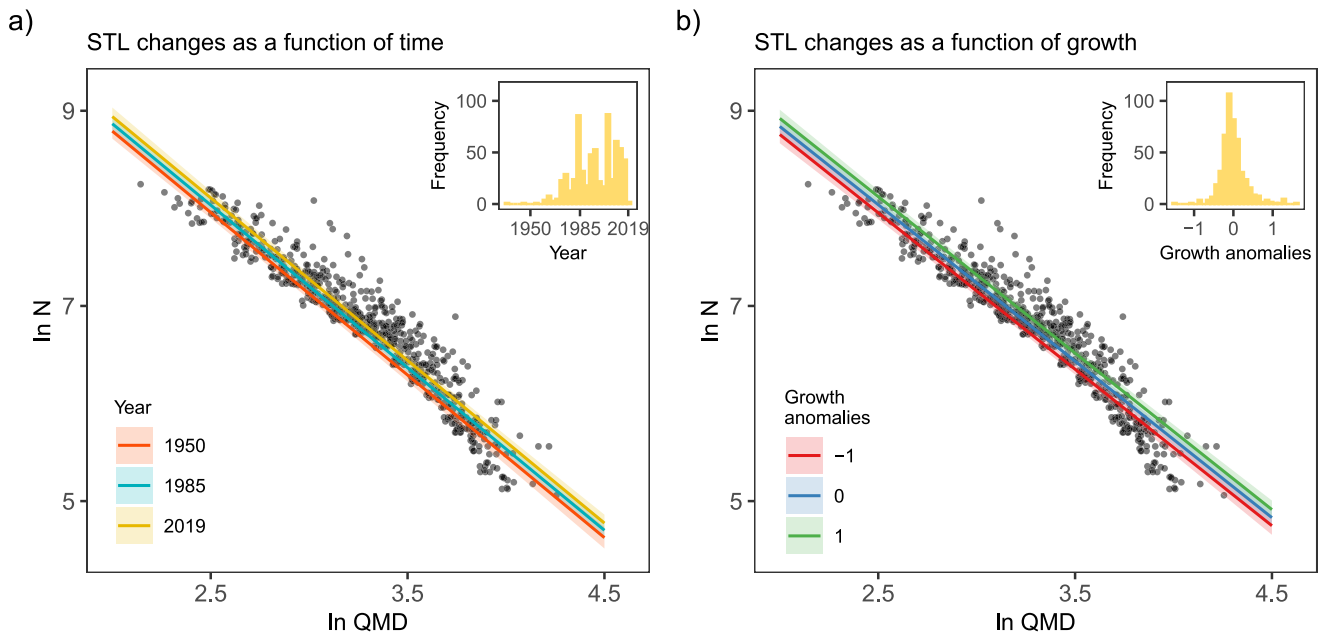 a)
STL changes as a function of time
9
7
5
ln N
2.5 3.5 4.5
ln QMD
Year
1950
1985
2019
100
50
0
Frequency
1950 1985 2019
Year
b)
STL changes as a function of growth
9
7
5
ln N
2.5 3.5 4.5
ln QMD
Growth
anomalies
−1
0
1
100
50
0
Frequency
−1 0 1
Growth anomalies